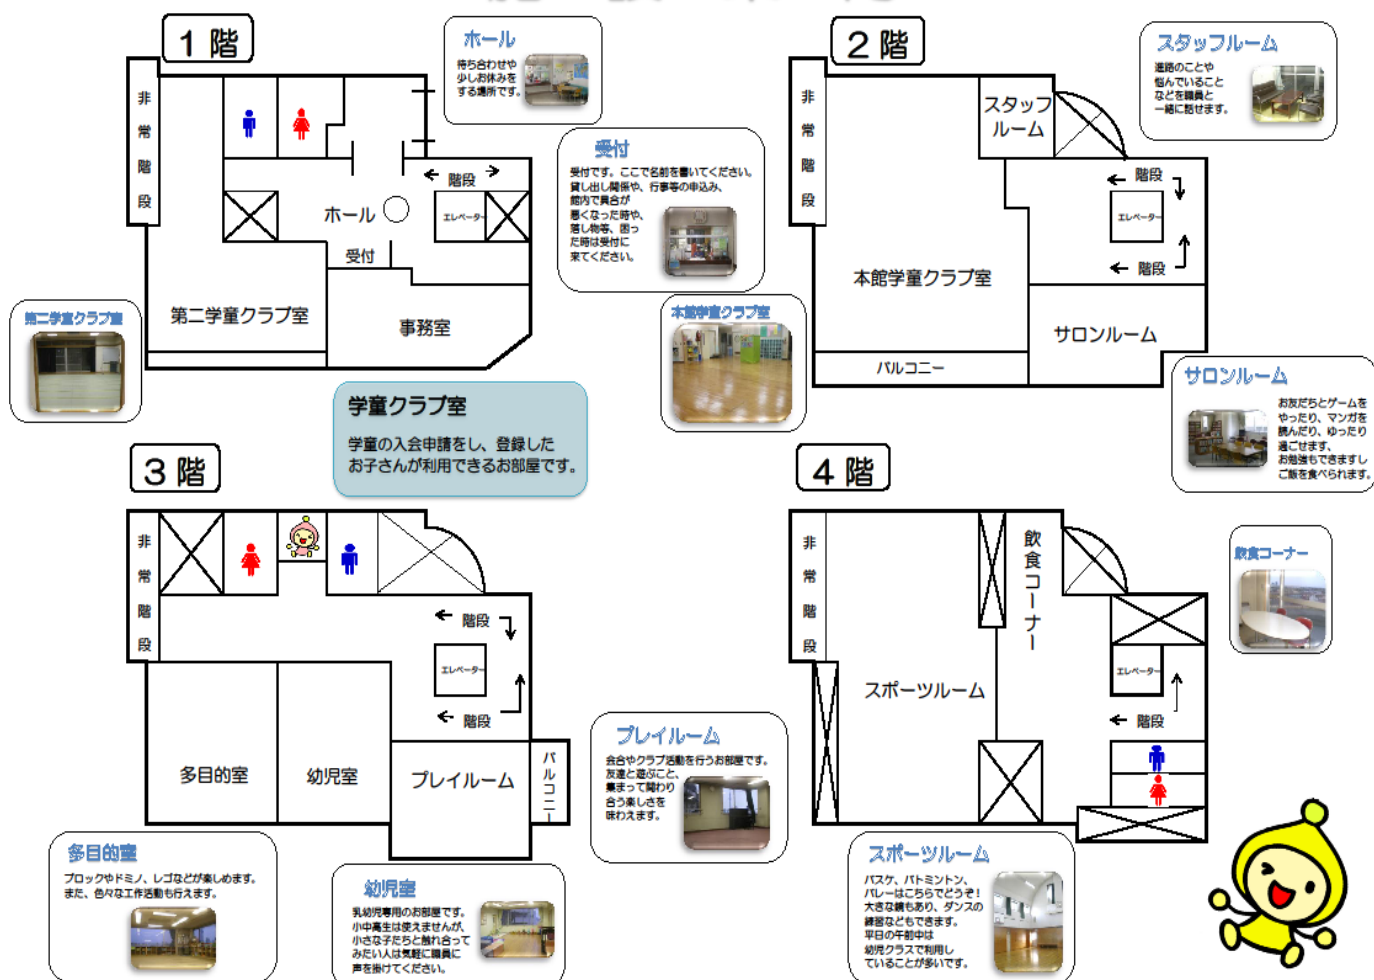 1階
ホール
待ち合わせや
少しお休みを
する場所です。
2階
スタッフルーム
進路のことや
悩んでいること
などを職員と
一緒に話せます。
非常階段
階段
ホール
エレベーター
受付
第二学童クラブ室
事務室
受付
受付です。ここで名前を書いてください。
貸し出し関係や、行事等の申込み、
館内で具合が
悪くなった時や、
落し物等、困っ
た時は受付に
来てください。
非常階段
スタッフ
ルーム
階段
エレベーター
階段
本館学童クラブ室
サロンルーム
バルコニー
第二学童クラブ室
本館学童クラブ室
サロンルーム
お友だちとゲームを
やったり、マンガを
読んだり、ゆったり
過ごせます、
お勉強もできますし
ご飯を食べられます。
学童クラブ室
学童の入会申請をし、登録した
お子さんが利用できるお部屋です。
3階
非常階段
階段
エレベーター
階段
多目的室
幼児室
プレイルーム
バルコニー
4階
非常階段
飲食コーナー
エレベーター
スポーツルーム
階段
飲食コーナー
プレイルーム
会合やクラブ活動を行うお部屋です。
友達と遊ぶこと、
集まって関わり
合う楽しさを
味わえます。
多目的室
ブロックやドミノ、レゴなどが楽しめます。
また、色々な工作活動も行えます。
幼児室
乳幼児専用のお部屋です。
小中高生は使えませんが、
小さな子たちと触れ合って
みたい人は気軽に職員に
声を掛けてください。
スポーツルーム
バスケ、バトミントン、
バレーはこちらでどうぞ！
大きな鏡もあり、ダンスの
練習などもできます。
平日の午前中は
幼児クラスで利用し
ていることが多いです。